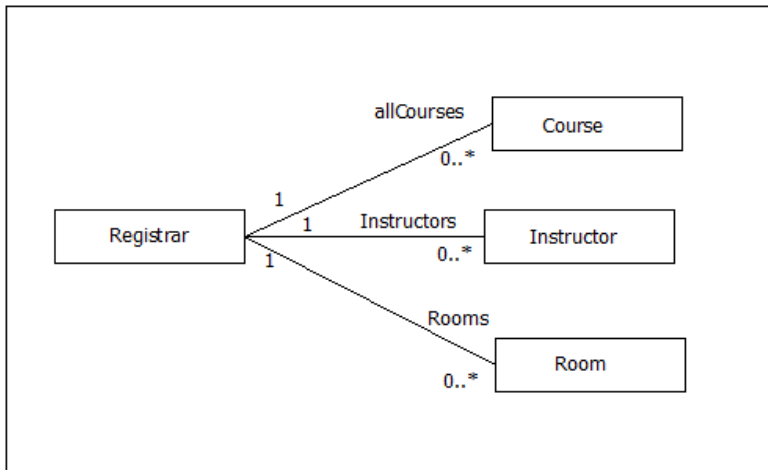 allCourses
Course
0..*
1
1
Instructors
Registrar
Instructor
1
0..*
Rooms
Room
0..*